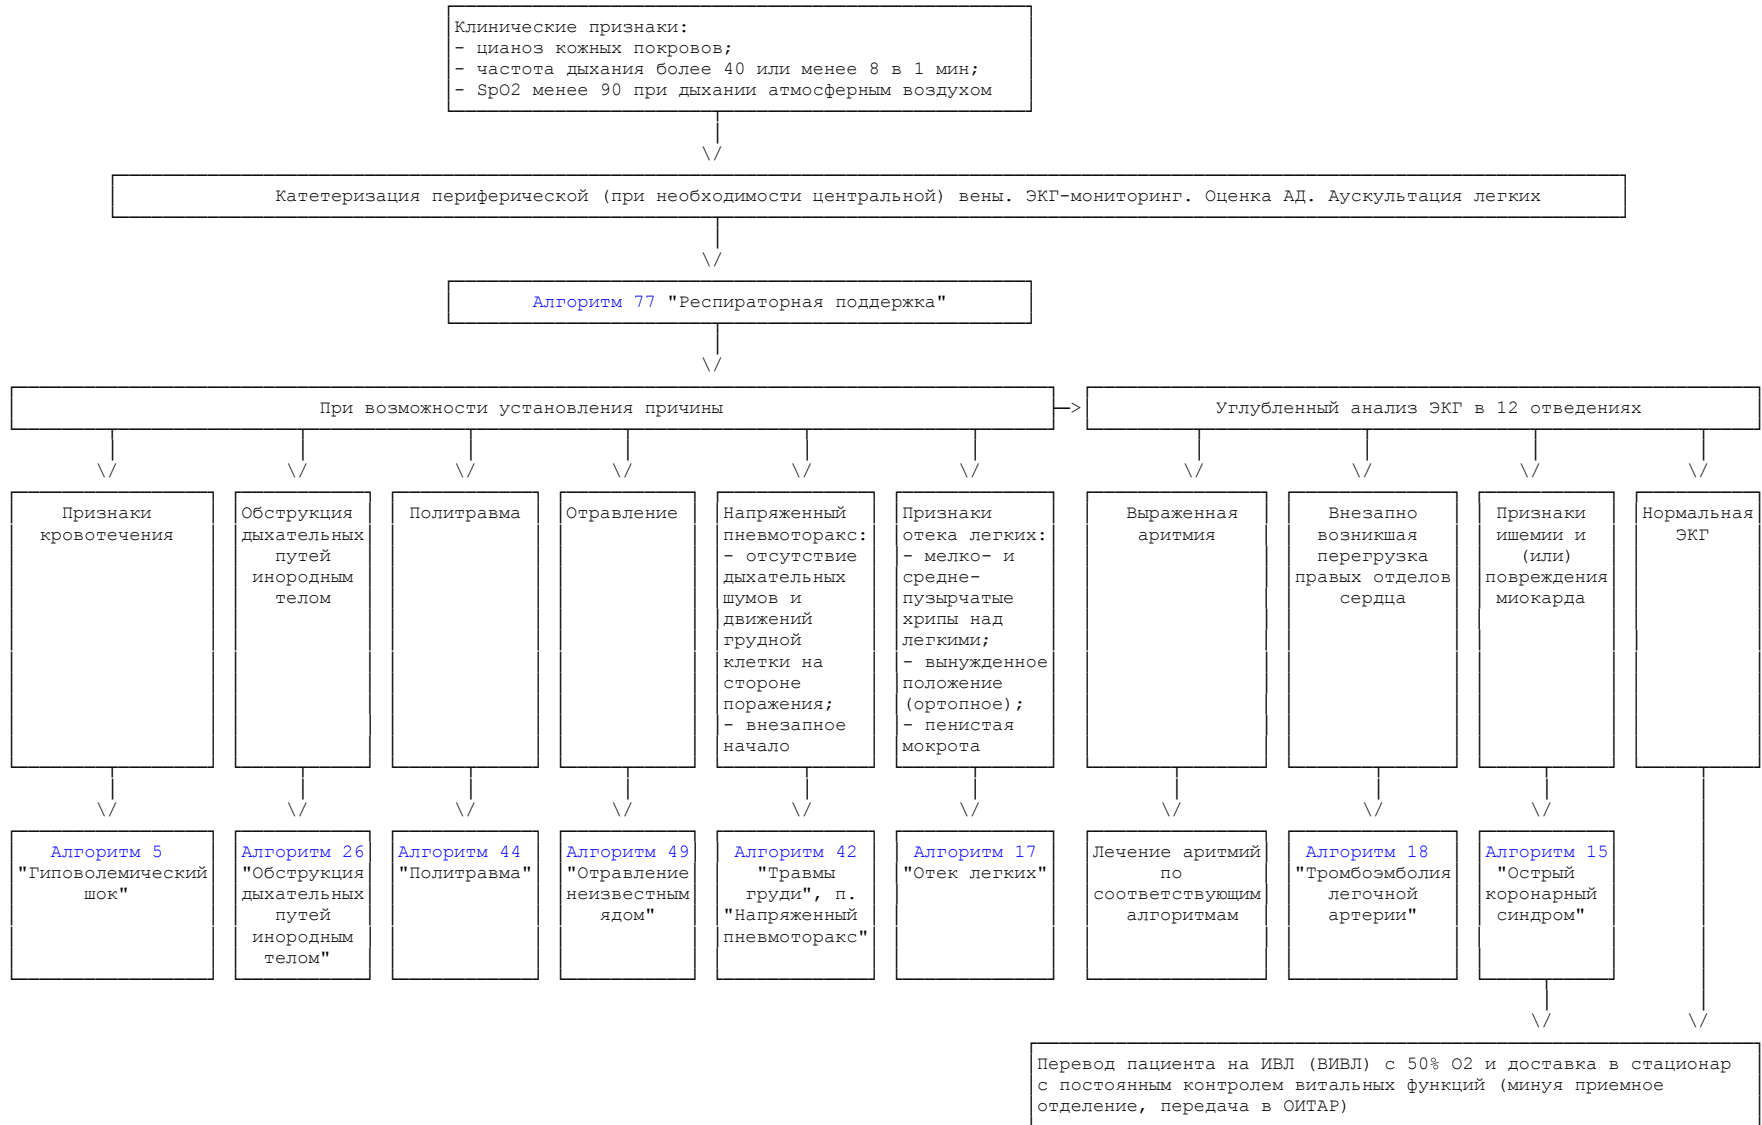 Клинические признаки:
- цианоз кожных покровов;
- частота дыхания более 40 или менее 8 в 1 мин;
- SpO2 менее 90 при дыхании атмосферным воздухом
Катетеризация периферической (при необходимости центральной) вены. ЭКГ-мониторинг. Оценка АД. Аускультация легких
Алгоритм 77 "Респираторная поддержка"
При возможности установления причины
Углубленный анализ ЭКГ в 12 отведениях
Признаки
кровотечения
Обструкция
дыхательных
путей
инородным
телом
Политравма
Отравление
Напряженный
пневмоторакс:
- отсутствие
дыхательных
шумов и
движений
грудной
клетки на
стороне
поражения;
- внезапное
начало
Признаки
отека легких:
- мелко- и
средне-
пузырчатые
хрипы над
легкими;
- вынужденное
положение
(ортопное);
- пенистая
мокрота
Выраженная
аритмия
Внезапно
возникшая
перегрузка
правых отделов
сердца
Признаки
ишемии и
(или)
повреждения
миокарда
Нормальная
ЭКГ
Алгоритм 5
"Гиповолемический
шок"
Алгоритм 26
"Обструкция
дыхательных
путей
инородным
телом"
Алгоритм 44
"Политравма"
Алгоритм 49
"Отравление
неизвестным
ядом"
Алгоритм 42
"Травмы
груди", п.
"Напряженный
пневмоторакс"
Алгоритм 17
"Отек легких"
Лечение аритмий
по
соответствующим
алгоритмам
Алгоритм 18
"Тромбоэмболия
легочной
артерии"
Алгоритм 15
"Острый
коронарный
синдром"
Перевод пациента на ИВЛ (ВИВЛ) с 50% O2 и доставка в стационар
с постоянным контролем витальных функций (минуя приемное
отделение, передача в ОИТАР)